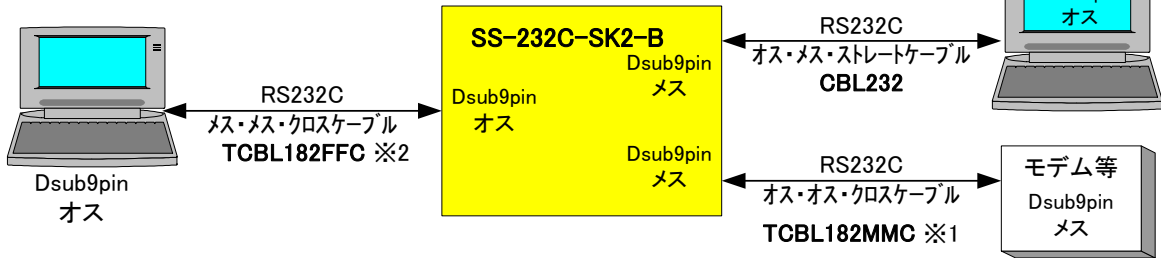 Dsub9pin
オス
RS232C
メス・メス・クロスケーブル
TCBL182FFC ※2
SS-232C-SK2-B
Dsub9pin
オス
Dsub9pin
メス
Dsub9pin
メス
RS232C
オス・メス・ストレートケーブル
CBL232
オス
RS232C
オス・オス・クロスケーブル
TCBL182MMC ※1
モデム等
Dsub9pin
メス